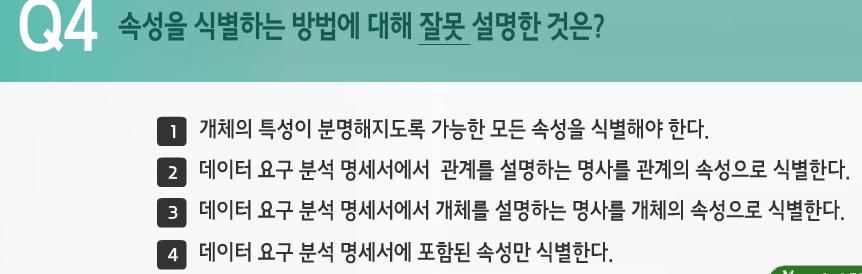 Q4 속성을 식별하는 방법에 대해 잘못 설명한 것은?
1 개체의 특성이 분명해지도록 가능한 모든 속성을 식별해야 한다.
2 데이터 요구 분석 명세서에서 관계를 설명하는 명사를 관계의 속성으로 식별한다.
3 데이터 요구 분석 명세서에서 개체를 설명하는 명사를 개체의 속성으로 식별한다.
4 데이터 요구 분석 명세서에 포함된 속성만 식별한다.